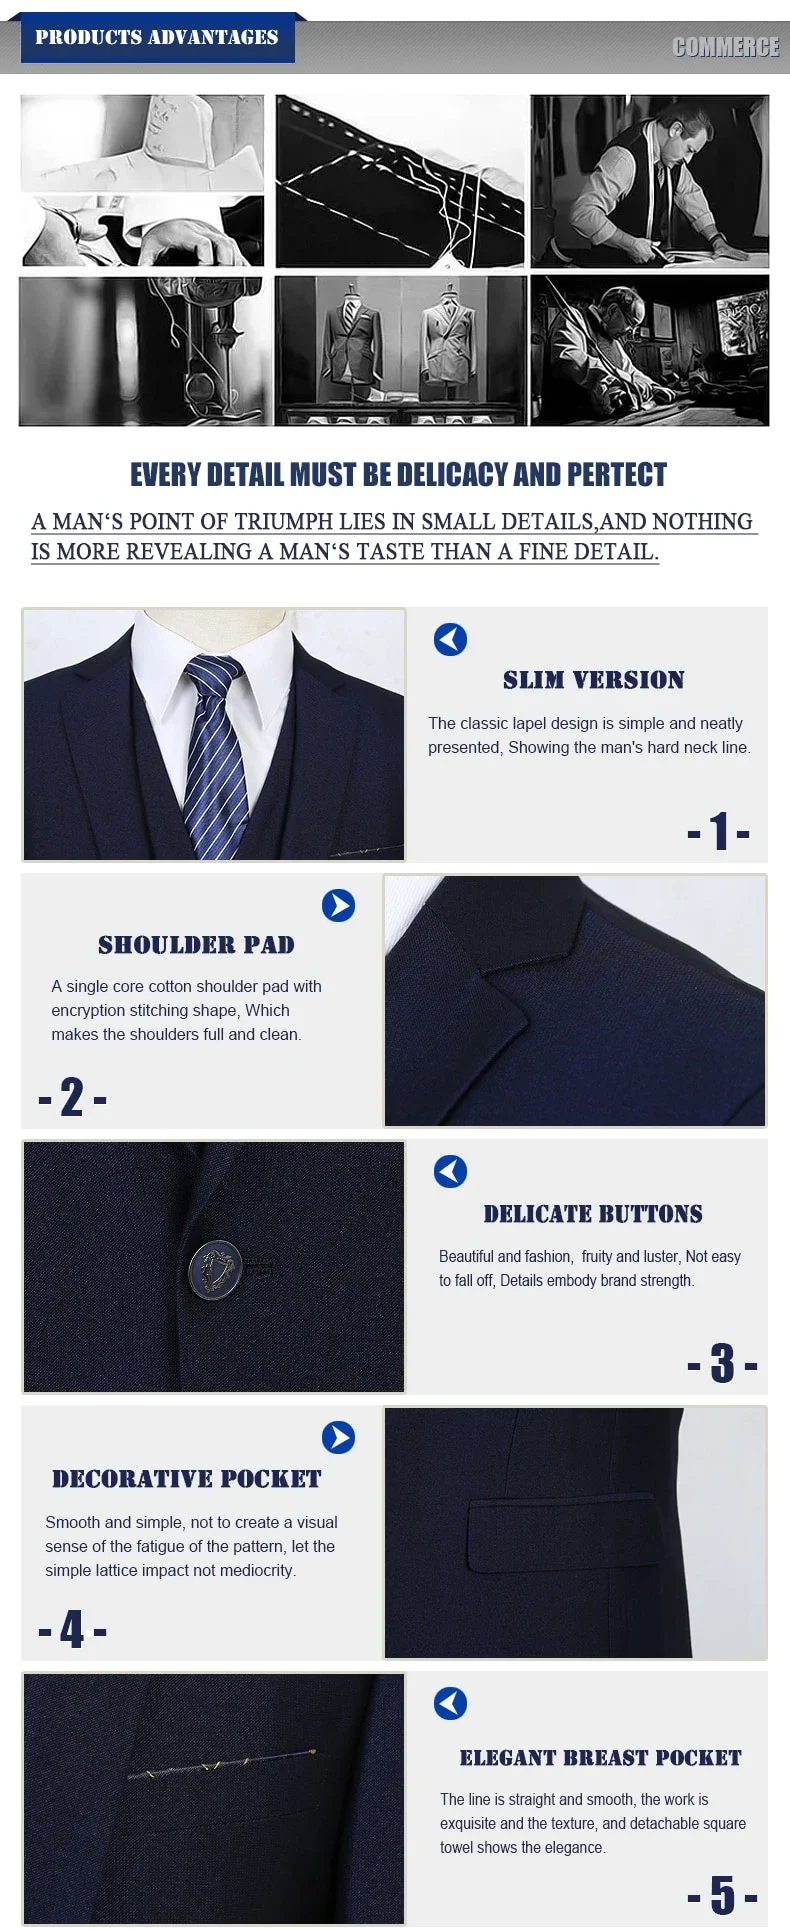 PRODUCTS ADVANTAGES
COMMERCE
EVERY DETAIL MUST BE DELICACY AND PERTECT
A MAN‘S POINT OF TRIUMPH LIES IN SMALL DETAILS,AND NOTHING
IS MORE REVEALING A MAN‘S TASTE THAN A FINE DETAIL.
SLIM VERSION
The classic lapel design is simple and neatly
presented, Showing the man's hard neck line.
- 1 -
SHOULDER PAD
A single core cotton shoulder pad with
encryption stitching shape, Which
makes the shoulders full and clean.
- 2 -
DELICATE BUTTONS
Beautiful and fashion, fruity and luster, Not easy
to fall off, Details embody brand strength.
- 3 -
DECORATIVE POCKET
Smooth and simple, not to create a visual
sense of the fatigue of the pattern, let the
simple lattice impact not mediocrity.
- 4 -
ELEGANT BREAST POCKET
The line is straight and smooth, the work is
exquisite and the texture, and detachable square
towel shows the elegance.
- 5 -